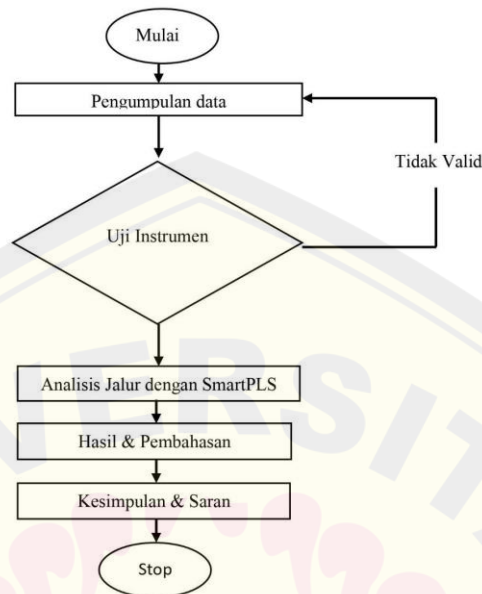 Mulai
Pengumpulan data
Tidak Valid
Uji Instrumen
Analisis Jalur dengan SmartPLS
Hasil & Pembahasan
Kesimpulan & Saran
Stop